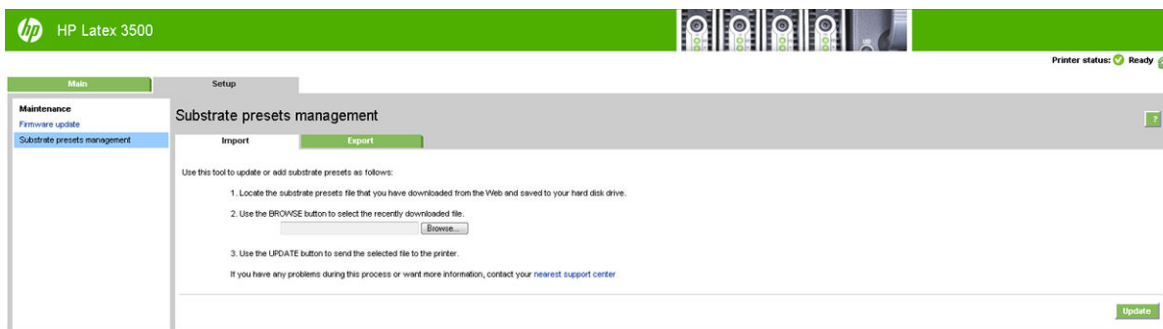 hp HP Latex 3500
Printer status: Ready
Main Setup
Maintenance
Firmware update
Substrate presets management
Substrate presets management
?
Import Export
Use this tool to update or add substrate presets as follows:
1. Locate the substrate presets file that you have downloaded from the Web and saved to your hard disk drive.
2. Use the BROWSE button to select the recently downloaded file.
Browse...
3. Use the UPDATE button to send the selected file to the printer.
If you have any problems during this process or want more information, contact your nearest support center
Update